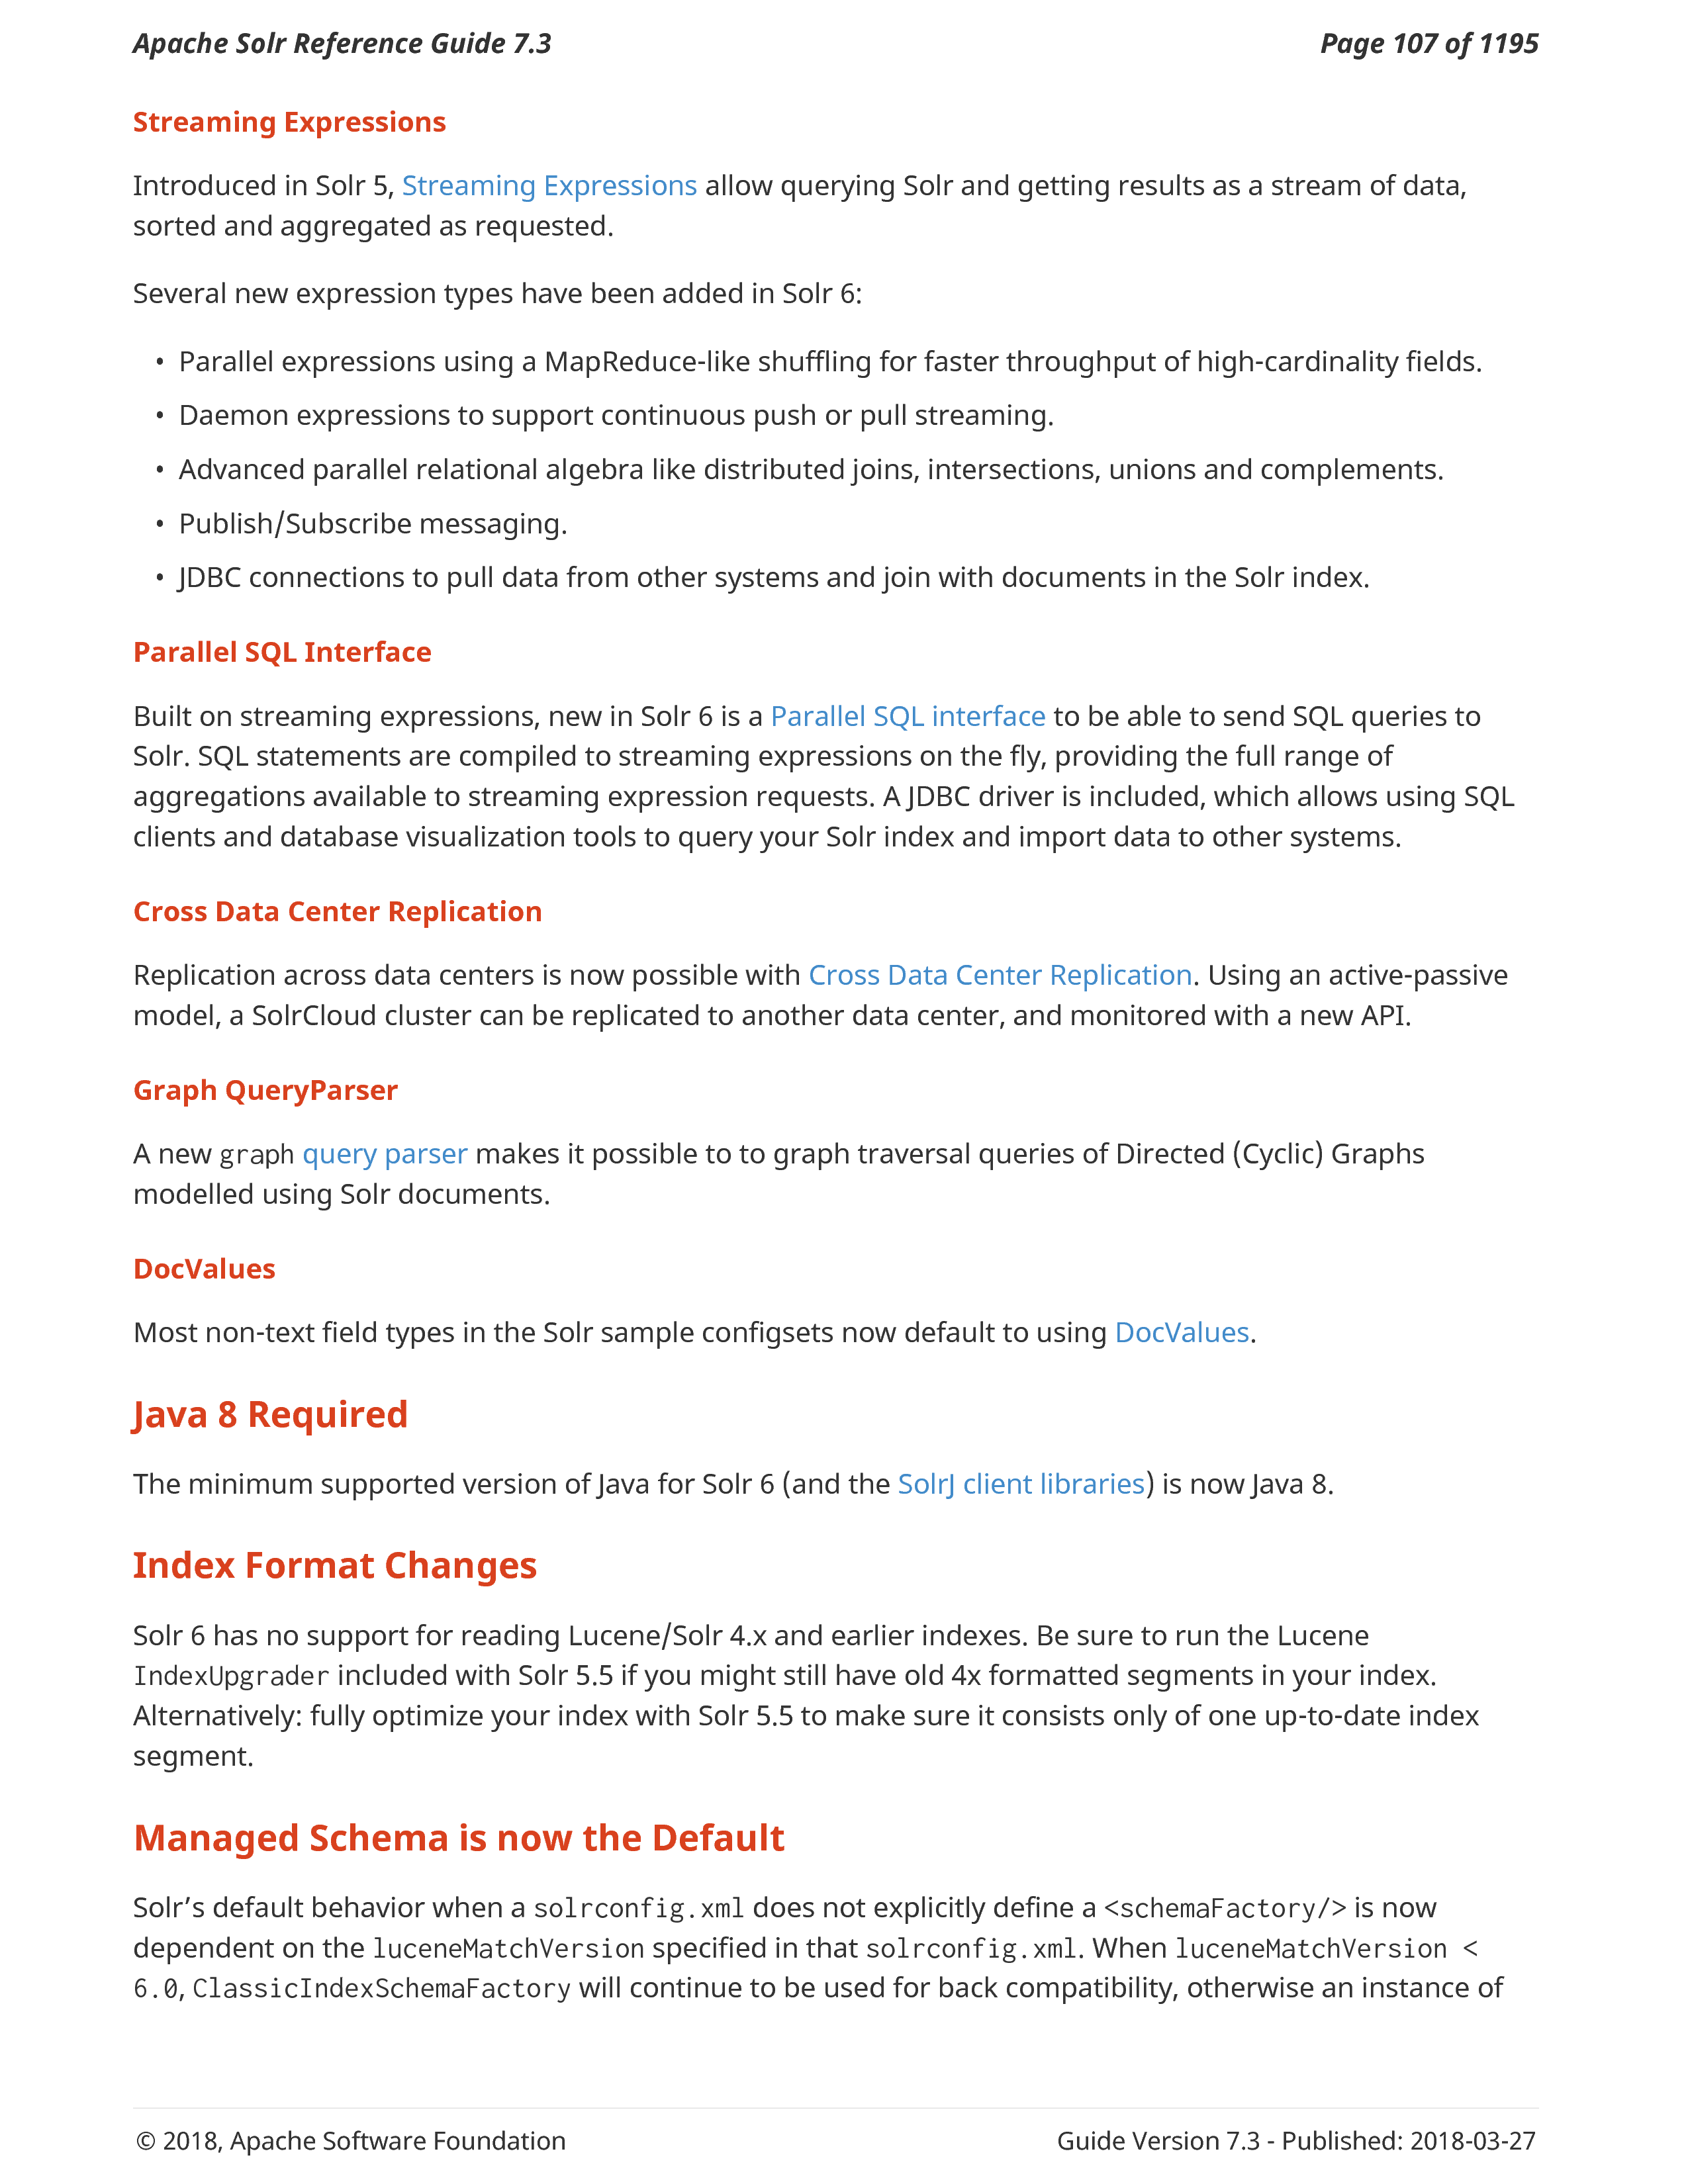 Apache Solr Reference Guide 7.3
Page 107 of 1195
Streaming Expressions
Introduced in Solr 5, Streaming Expressions allow querying Solr and getting results as a stream of data,
sorted and aggregated as requested.
Several new expression types have been added in Solr 6:
• Parallel expressions using a MapReduce-like shuffling for faster throughput of high-cardinality fields.
• Daemon expressions to support continuous push or pull streaming.
• Advanced parallel relational algebra like distributed joins, intersections, unions and complements.
• Publish/Subscribe messaging.
• JDBC connections to pull data from other systems and join with documents in the Solr index.
Parallel SQL Interface
Built on streaming expressions, new in Solr 6 is a Parallel SQL interface to be able to send SQL queries to
Solr. SQL statements are compiled to streaming expressions on the fly, providing the full range of
aggregations available to streaming expression requests. A JDBC driver is included, which allows using SQL
clients and database visualization tools to query your Solr index and import data to other systems.
Cross Data Center Replication
Replication across data centers is now possible with Cross Data Center Replication. Using an active-passive
model, a SolrCloud cluster can be replicated to another data center, and monitored with a new API.
Graph QueryParser
A new graph query parser makes it possible to to graph traversal queries of Directed (Cyclic) Graphs
modelled using Solr documents.
DocValues
Most non-text field types in the Solr sample configsets now default to using DocValues.
Java 8 Required
The minimum supported version of Java for Solr 6 (and the SolrJ client libraries) is now Java 8.
Index Format Changes
Solr 6 has no support for reading Lucene/Solr 4.x and earlier indexes. Be sure to run the Lucene
IndexUpgrader included with Solr 5.5 if you might still have old 4x formatted segments in your index.
Alternatively: fully optimize your index with Solr 5.5 to make sure it consists only of one up-to-date index
segment.
Managed Schema is now the Default
Solr’s default behavior when a solrconfig.xml does not explicitly define a <schemaFactory/> is now
dependent on the luceneMatchVersion specified in that solrconfig.xml. When luceneMatchVersion <
6.0, ClassicIndexSchemaFactory will continue to be used for back compatibility, otherwise an instance of
© 2018, Apache Software Foundation
Guide Version 7.3 - Published: 2018-03-27